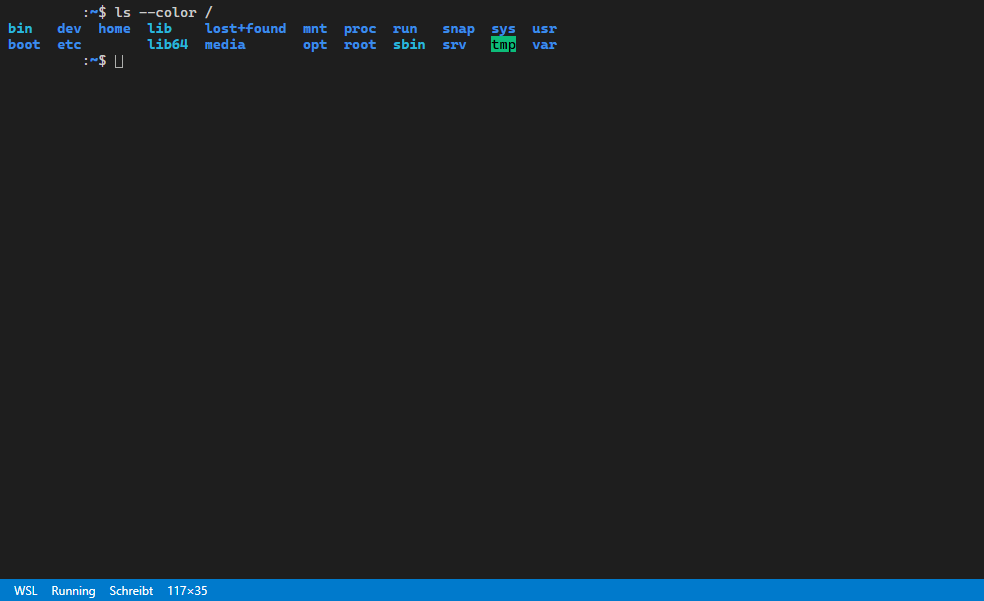 :~$ ls --color /
bin   dev  home  lib    lost+found  mnt  proc  run   snap  sys  usr
boot  etc        lib64  media       opt  root  sbin  srv   tmp  var
:~$
WSL Running Schreibt 117×35